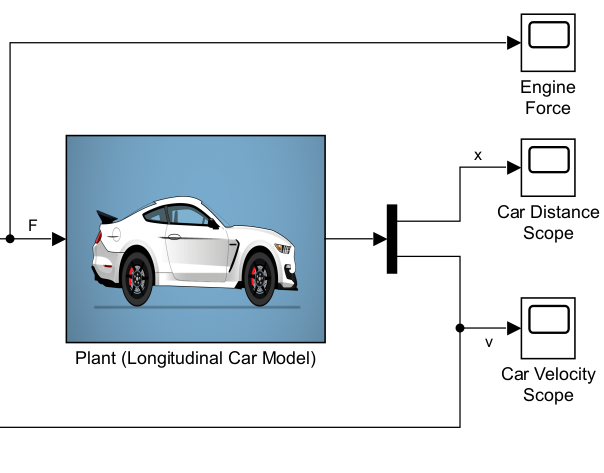 Engine
Force
x
Car Distance
Scope
F
v
Plant (Longitudinal Car Model)
Car Velocity
Scope